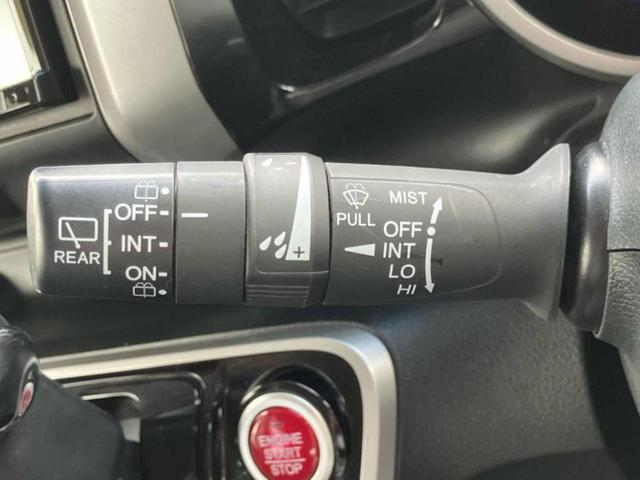 REAR
OFF
INT
ON
- +
PULL
MIST
OFF
INT
LO
HI
ENGINE
START
STOP